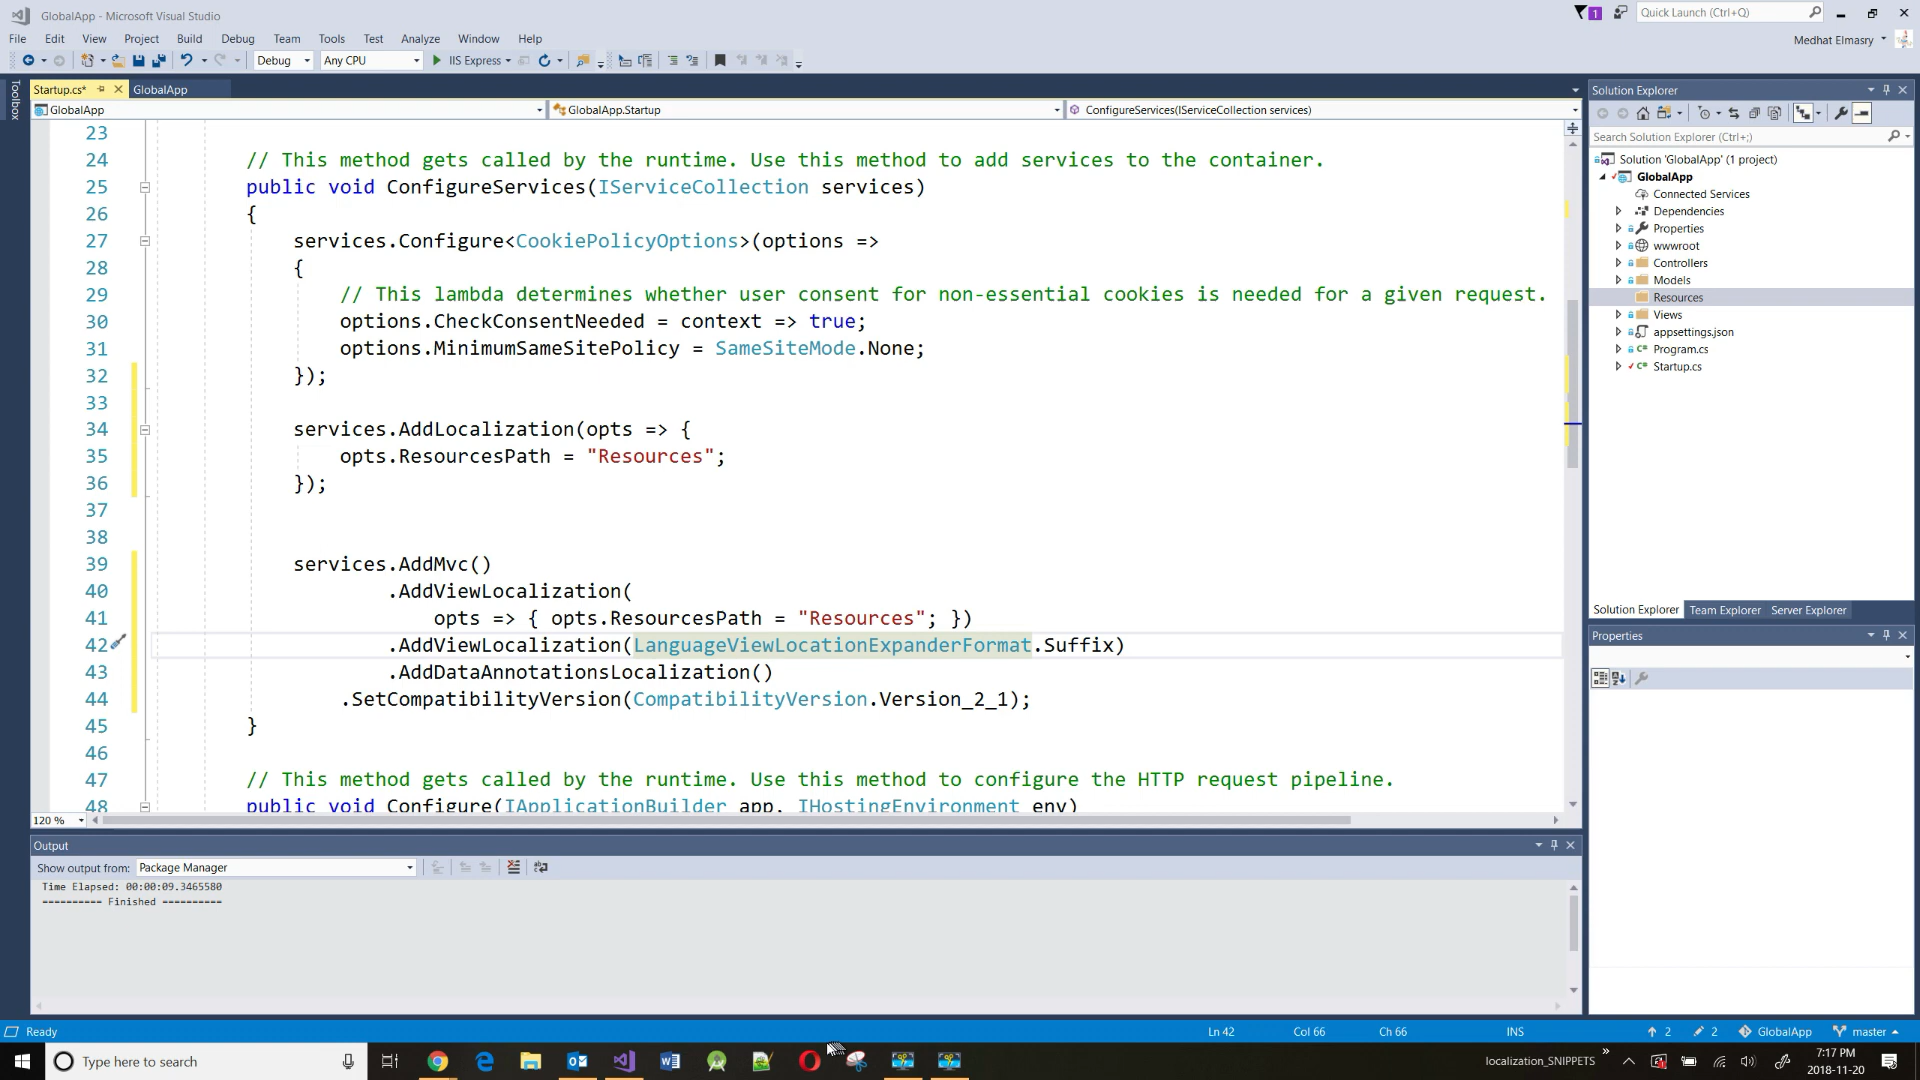 GlobalApp - Microsoft Visual Studio
1
Quick Launch (Ctrl+Q)
File Edit View Project Build Debug Team Tools Test Analyze Window Help
Medhat Elmasry
Debug Any CPU IIS Express
Toolbox
Startup.cs* GlobalApp
GlobalApp GlobalApp.Startup ConfigureServices(IServiceCollection services)
23
24 // This method gets called by the runtime. Use this method to add services to the container.
25 public void ConfigureServices(IServiceCollection services)
26 {
27 services.Configure<CookiePolicyOptions>(options =>
28 {
29 // This lambda determines whether user consent for non-essential cookies is needed for a given request.
30 options.CheckConsentNeeded = context => true;
31 options.MinimumSameSitePolicy = SameSiteMode.None;
32 });
33
34 services.AddLocalization(opts => {
35 opts.ResourcesPath = "Resources";
36 });
37
38
39 services.AddMvc()
40 .AddViewLocalization(
41 opts => { opts.ResourcesPath = "Resources"; })
42 .AddViewLocalization(LanguageViewLocationExpanderFormat.Suffix)
43 .AddDataAnnotationsLocalization()
44 .SetCompatibilityVersion(CompatibilityVersion.Version_2_1);
45 }
46
47 // This method gets called by the runtime. Use this method to configure the HTTP request pipeline.
48 public void Configure(IApplicationBuilder app, IHostingEnvironment env)
120 %
Solution Explorer
Search Solution Explorer (Ctrl+;)
Solution 'GlobalApp' (1 project)
GlobalApp
Connected Services
Dependencies
Properties
wwwroot
Controllers
Models
Resources
Views
appsettings.json
C# Program.cs
C# Startup.cs
Solution Explorer Team Explorer Server Explorer
Properties
Output
Show output from: Package Manager
Time Elapsed: 00:00:09.3465580
========== Finished ==========
Ready Ln 42 Col 66 Ch 66 INS 2 2 GlobalApp master
Type here to search
localization_SNIPPETS
7:17 PM
2018-11-20